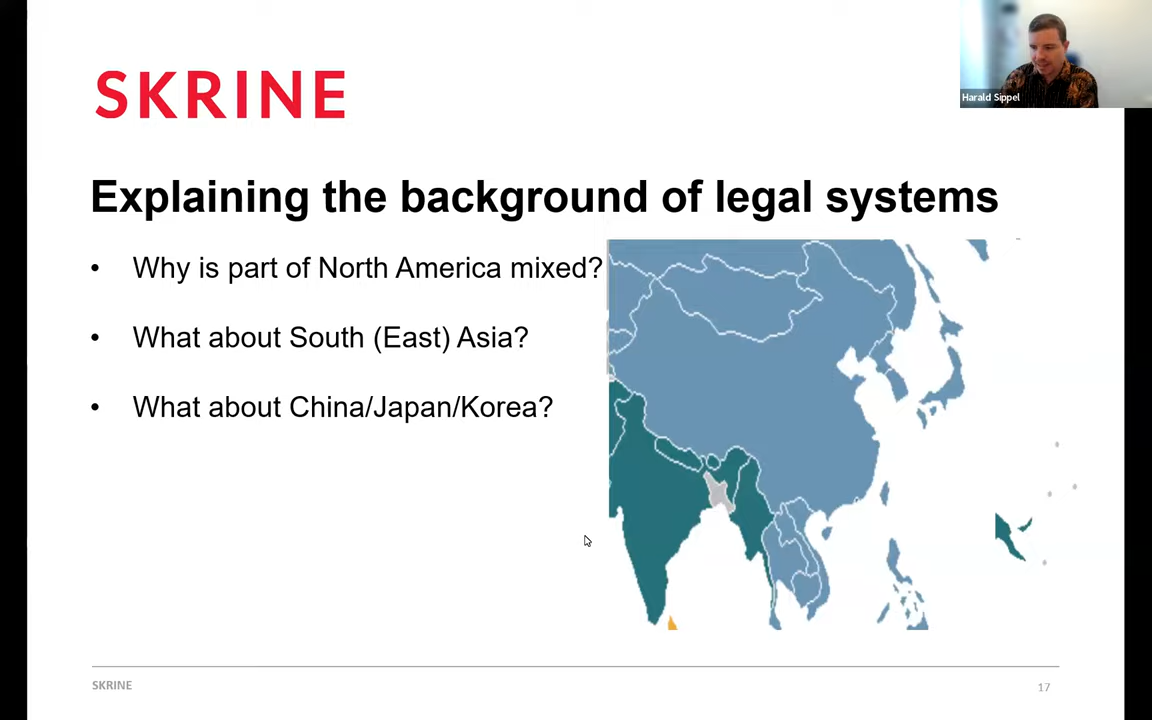 SKRINE
Harald Sippel
Explaining the background of legal systems
• Why is part of North America mixed?
• What about South (East) Asia?
• What about China/Japan/Korea?
SKRINE
17